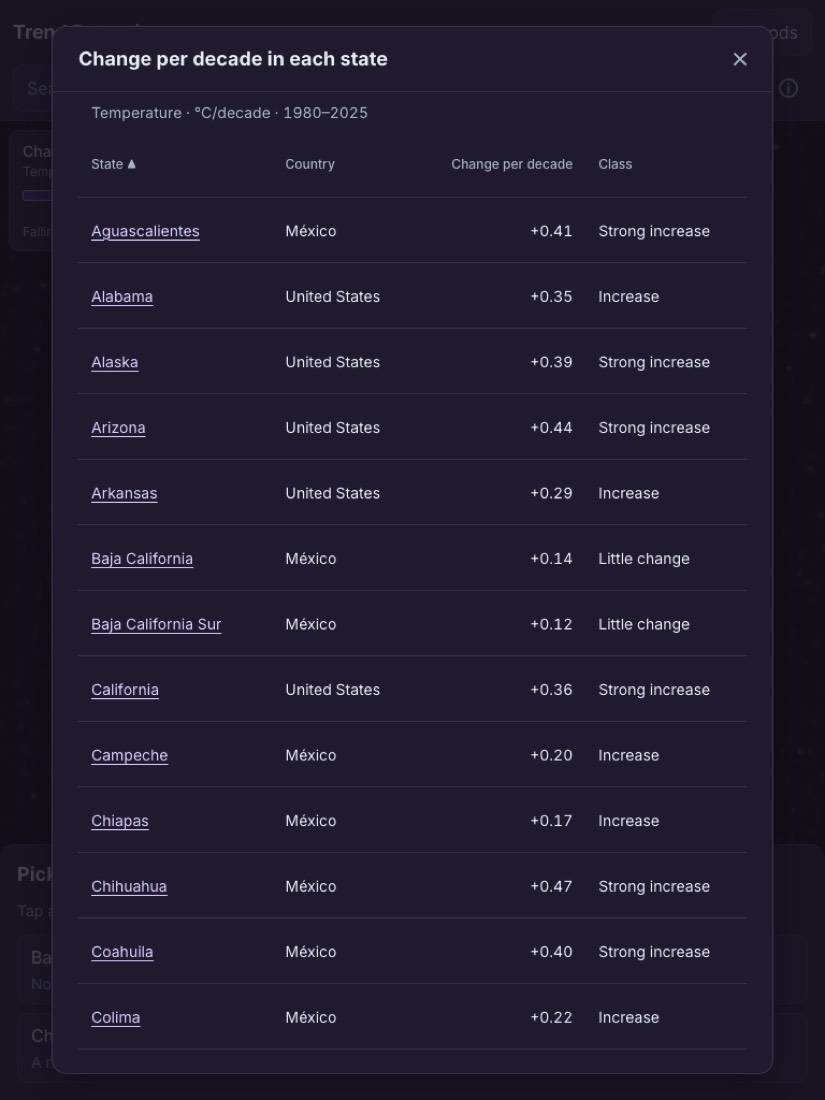 Change per decade in each state ✕
Temperature · °C/decade · 1980–2025
State ▲ Country Change per decade Class
Aguascalientes México +0.41 Strong increase
Alabama United States +0.35 Increase
Alaska United States +0.39 Strong increase
Arizona United States +0.44 Strong increase
Arkansas United States +0.29 Increase
Baja California México +0.14 Little change
Baja California Sur México +0.12 Little change
California United States +0.36 Strong increase
Campeche México +0.20 Increase
Chiapas México +0.17 Increase
Chihuahua México +0.47 Strong increase
Coahuila México +0.40 Strong increase
Colima México +0.22 Increase